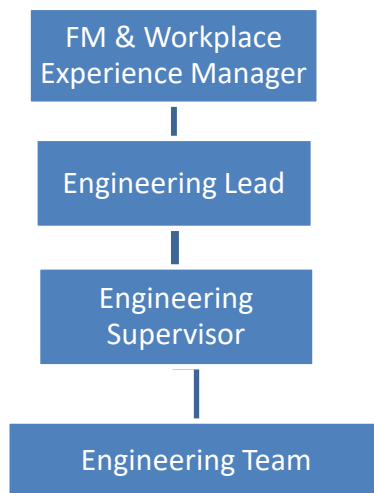 FM & Workplace
Experience Manager
Engineering Lead
Engineering
Supervisor
Engineering Team